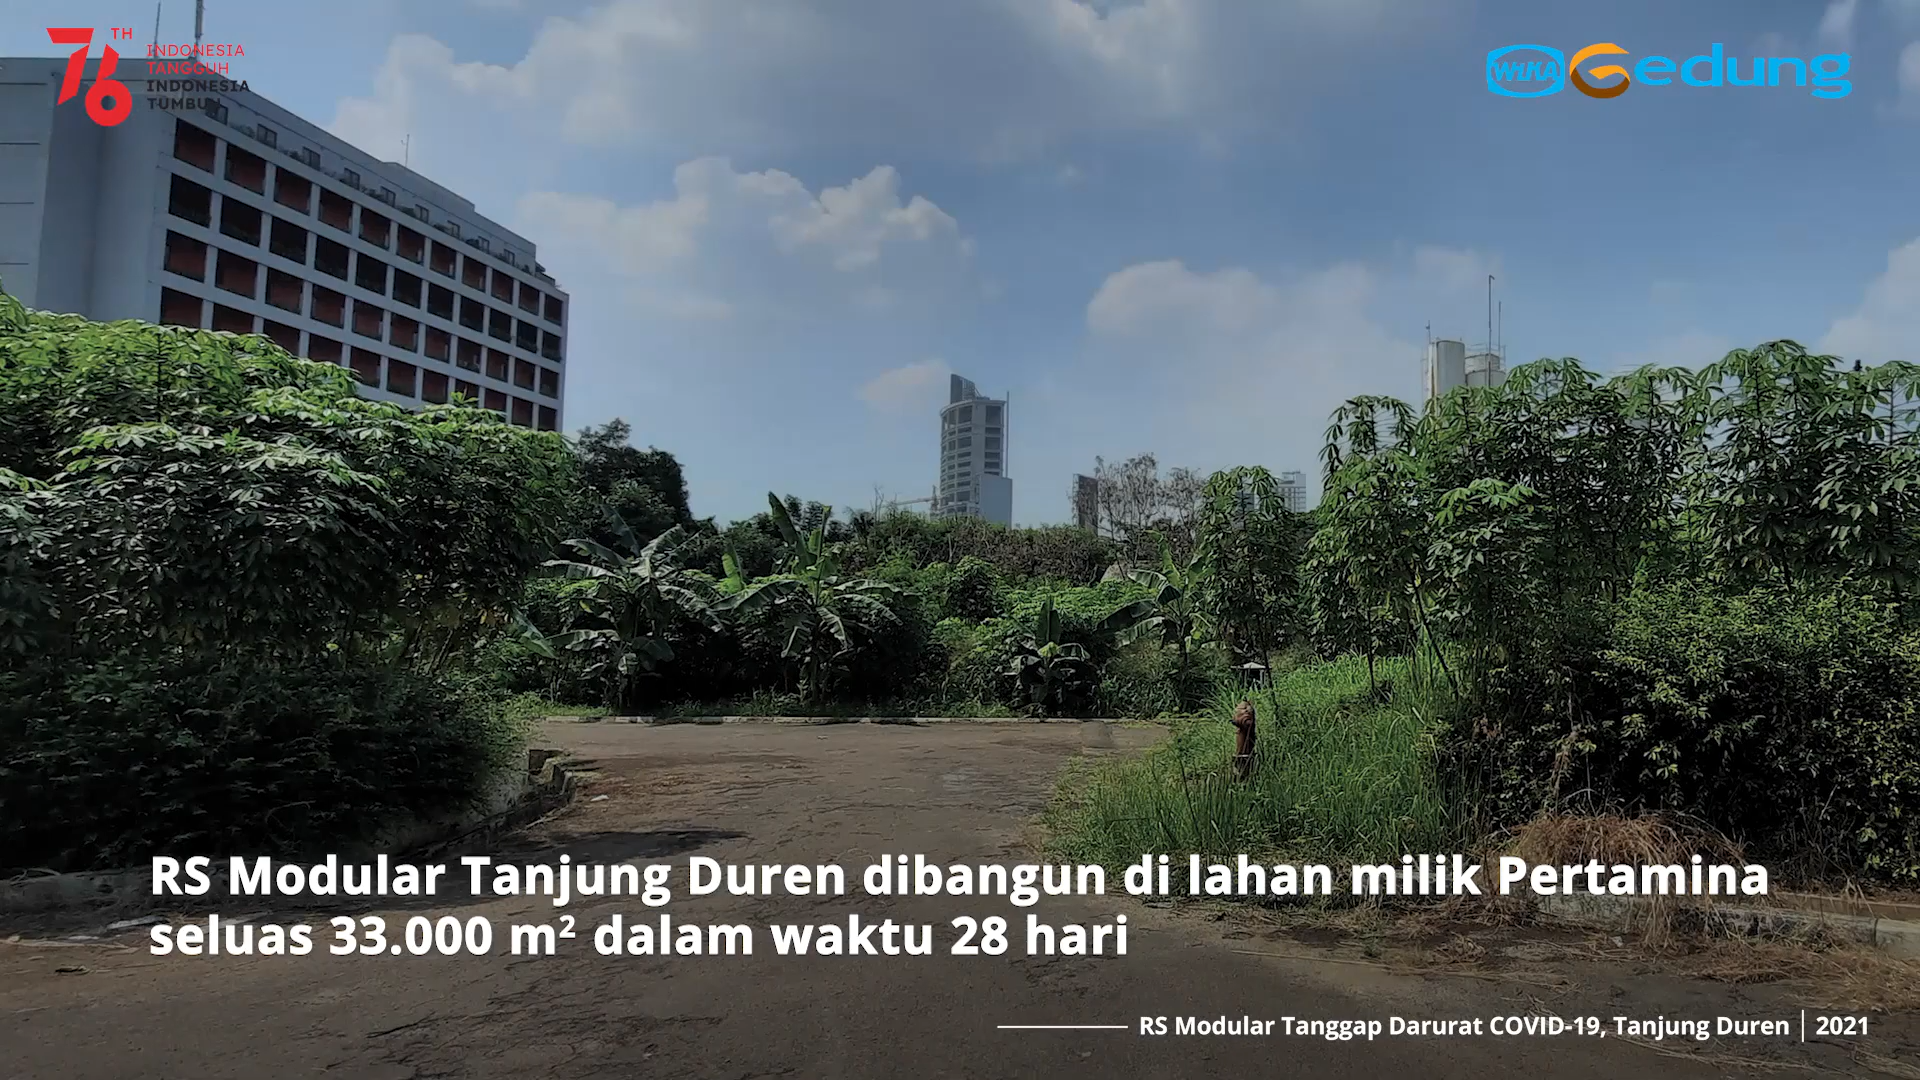 76 TH
INDONESIA
TANGGUH
INDONESIA
TUMBUH
WIKA Gedung
RS Modular Tanjung Duren dibangun di lahan milik Pertamina
seluas 33.000 m² dalam waktu 28 hari
RS Modular Tanggap Darurat COVID-19, Tanjung Duren | 2021